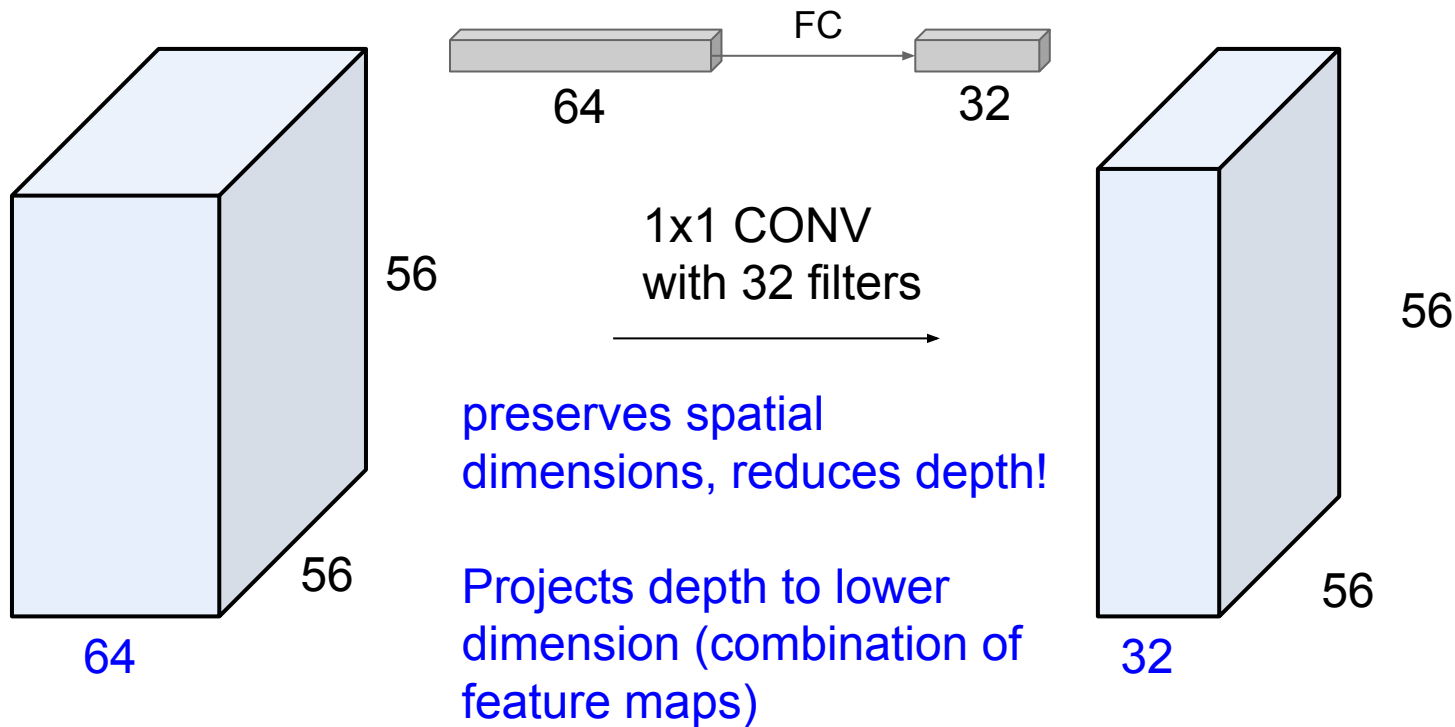 FC
64
32
56
56
64
1x1 CONV
with 32 filters
preserves spatial
dimensions, reduces depth!
Projects depth to lower
dimension (combination of
feature maps)
56
56
32